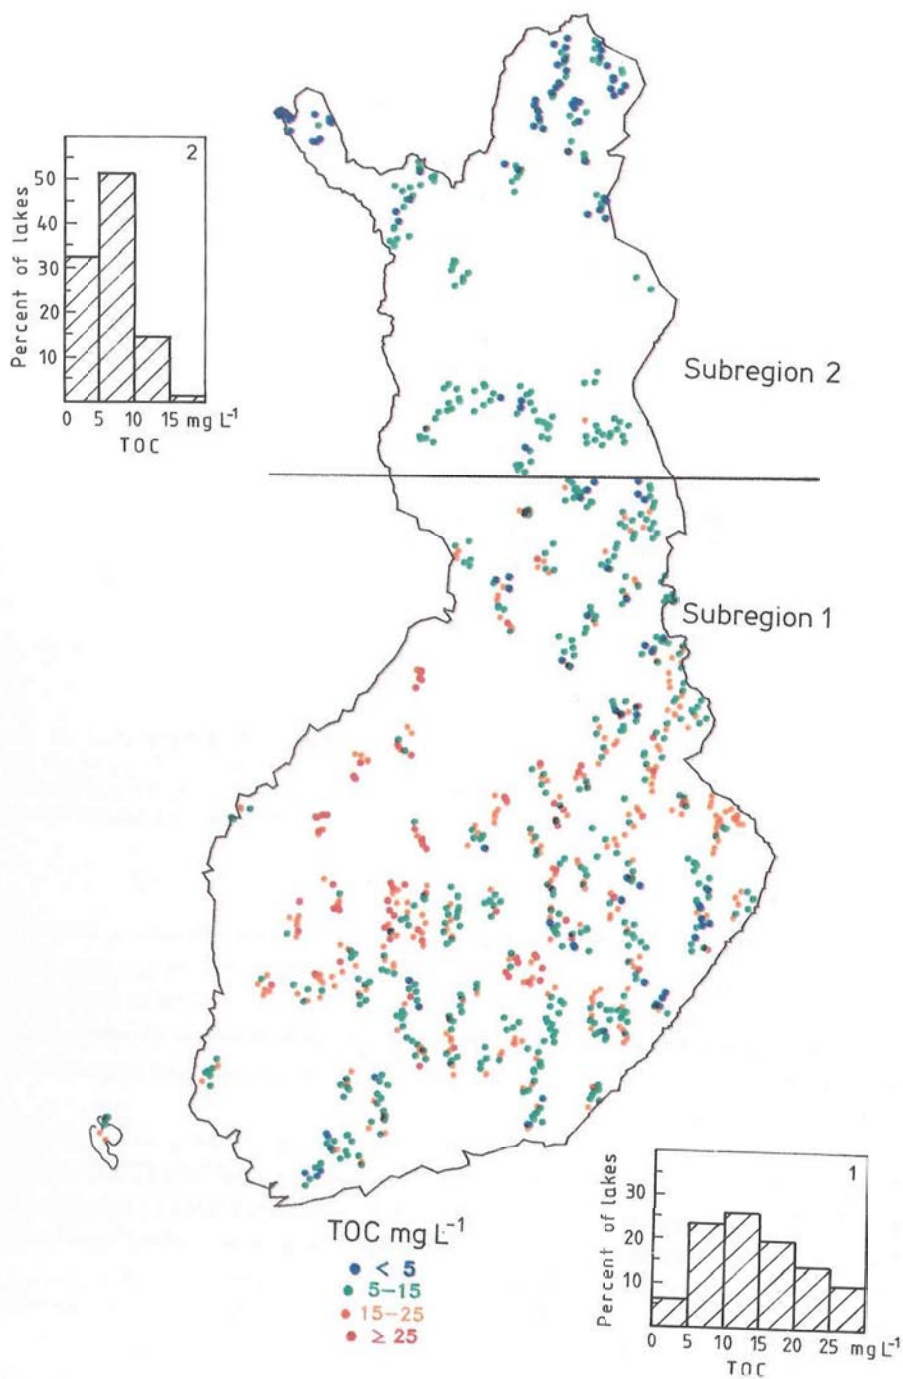 2
50
40
30
20
10
Percent of lakes
0 5 10 15 mg L⁻¹
TOC
Subregion 2
Subregion 1
TOC mg L⁻¹
< 5
5–15
15–25
≥ 25
1
30
20
10
Percent of lakes
0 5 10 15 20 25 mg L⁻¹
TOC